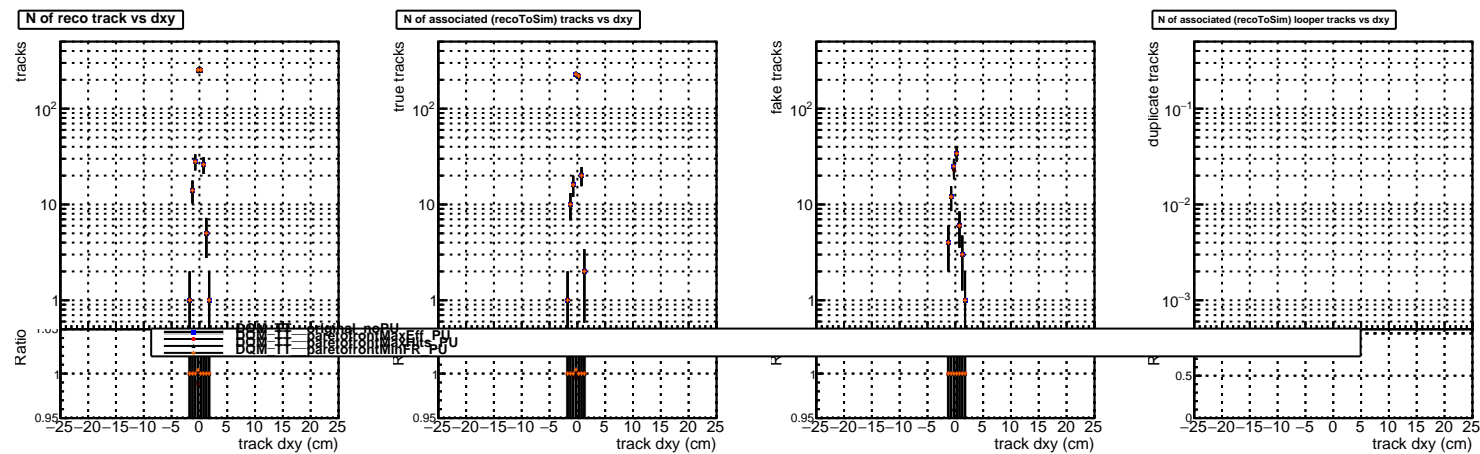 N of reco track vs dxy
N of associated (recoToSim) tracks vs dxy
N of associated (recoToSim) looper tracks vs dxy
tracks
10²
10
1
Ratio
1
0.95
−25 −20 −15 −10 −5 0 5 10 15 20 25
track dxy (cm)
true tracks
10²
10
1
1
0.95
−25 −20 −15 −10 −5 0 5 10 15 20 25
track dxy (cm)
fake tracks
10²
10
1
1
0.95
−25 −20 −15 −10 −5 0 5 10 15 20 25
track dxy (cm)
duplicate tracks
10⁻¹
10⁻²
10⁻³
0.5
0
−25 −20 −15 −10 −5 0 5 10 15 20 25
track dxy (cm)
DQM_TT
DQM_TT
DQM_TT
DQM_TT paretofrontMinFR_PU